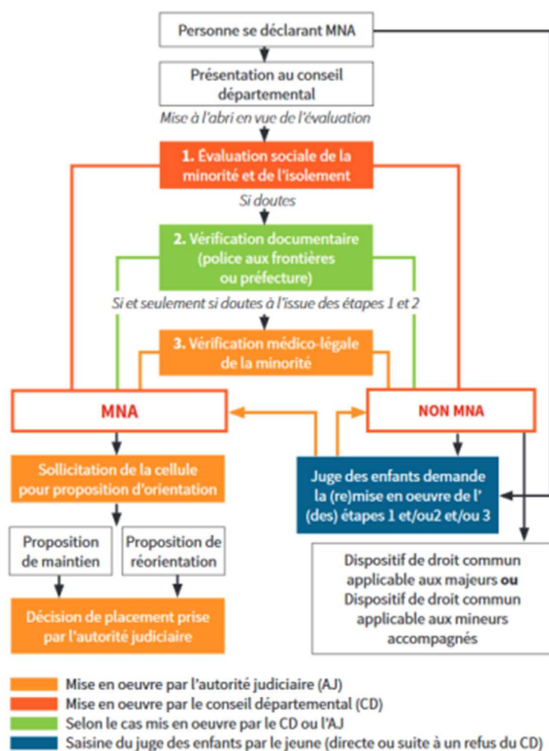 Personne se déclarant MNA
Présentation au conseil
départemental
Mise à l'abri en vue de l'évaluation
1. Évaluation sociale de la
minorité et de l'isolement
Si doutes
2. Vérification documentaire
(police aux frontières
ou préfecture)
Si et seulement si doutes à l'issue des étapes 1 et 2
3. Vérification médico-légale
de la minorité
MNA
NON MNA
Sollicitation de la cellule
pour proposition d'orientation
Juge des enfants demande
la (re)mise en oeuvre de l'
(des) étapes 1 et/ou2 et/ou 3
Proposition
de maintien
Proposition de
réorientation
Dispositif de droit commun
applicable aux majeurs ou
Dispositif de droit commun
applicable aux mineurs
accompagnés
Décision de placement prise
par l'autorité judiciaire
Mise en oeuvre par l'autorité judiciaire (AJ)
Mise en oeuvre par le conseil départemental (CD)
Selon le cas mis en oeuvre par le CD ou l'AJ
Saisine du juge des enfants par le jeune (directe ou suite à un refus du CD)